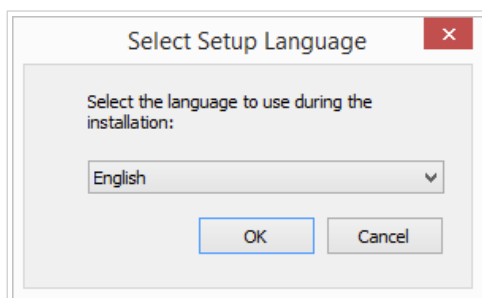 Select Setup Language
Select the language to use during the
installation:
English
OK
Cancel